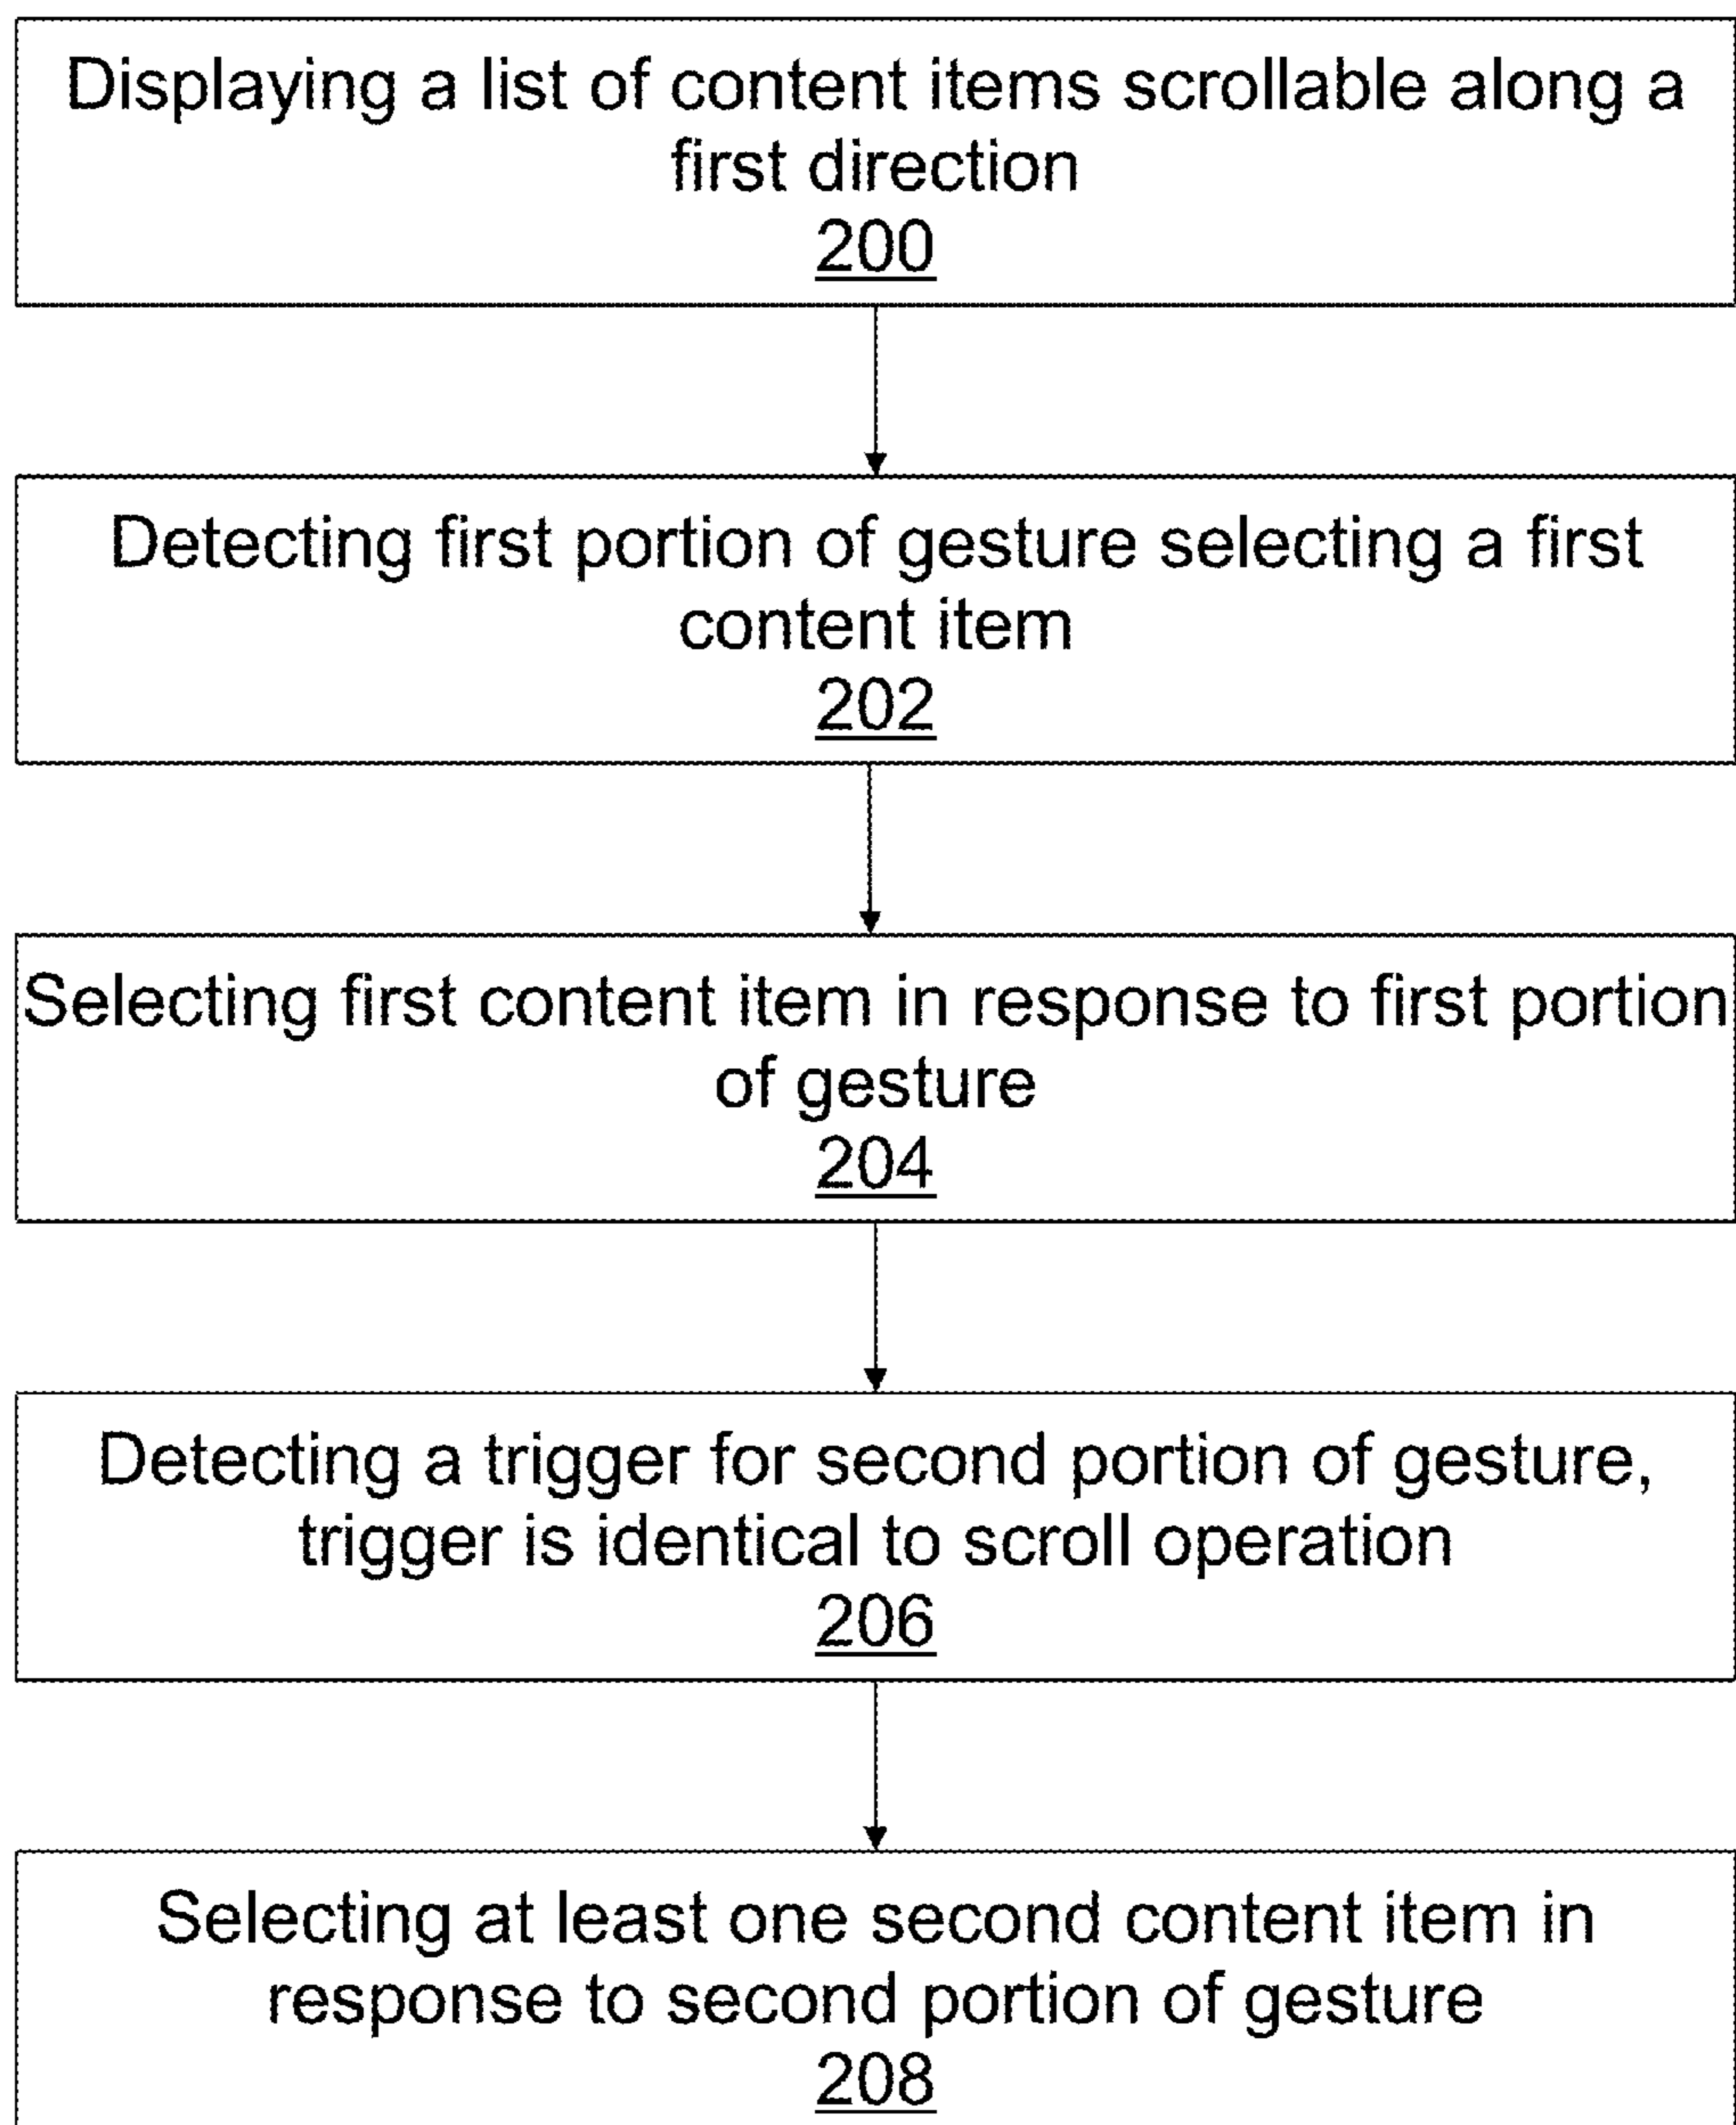 Displaying a list of content items scrollable along a
first direction
200
Detecting first portion of gesture selecting a first
content item
202
Selecting first content item in response to first portion
of gesture
204
Detecting a trigger for second portion of gesture,
trigger is identical to scroll operation
206
Selecting at least one second content item in
response to second portion of gesture
208